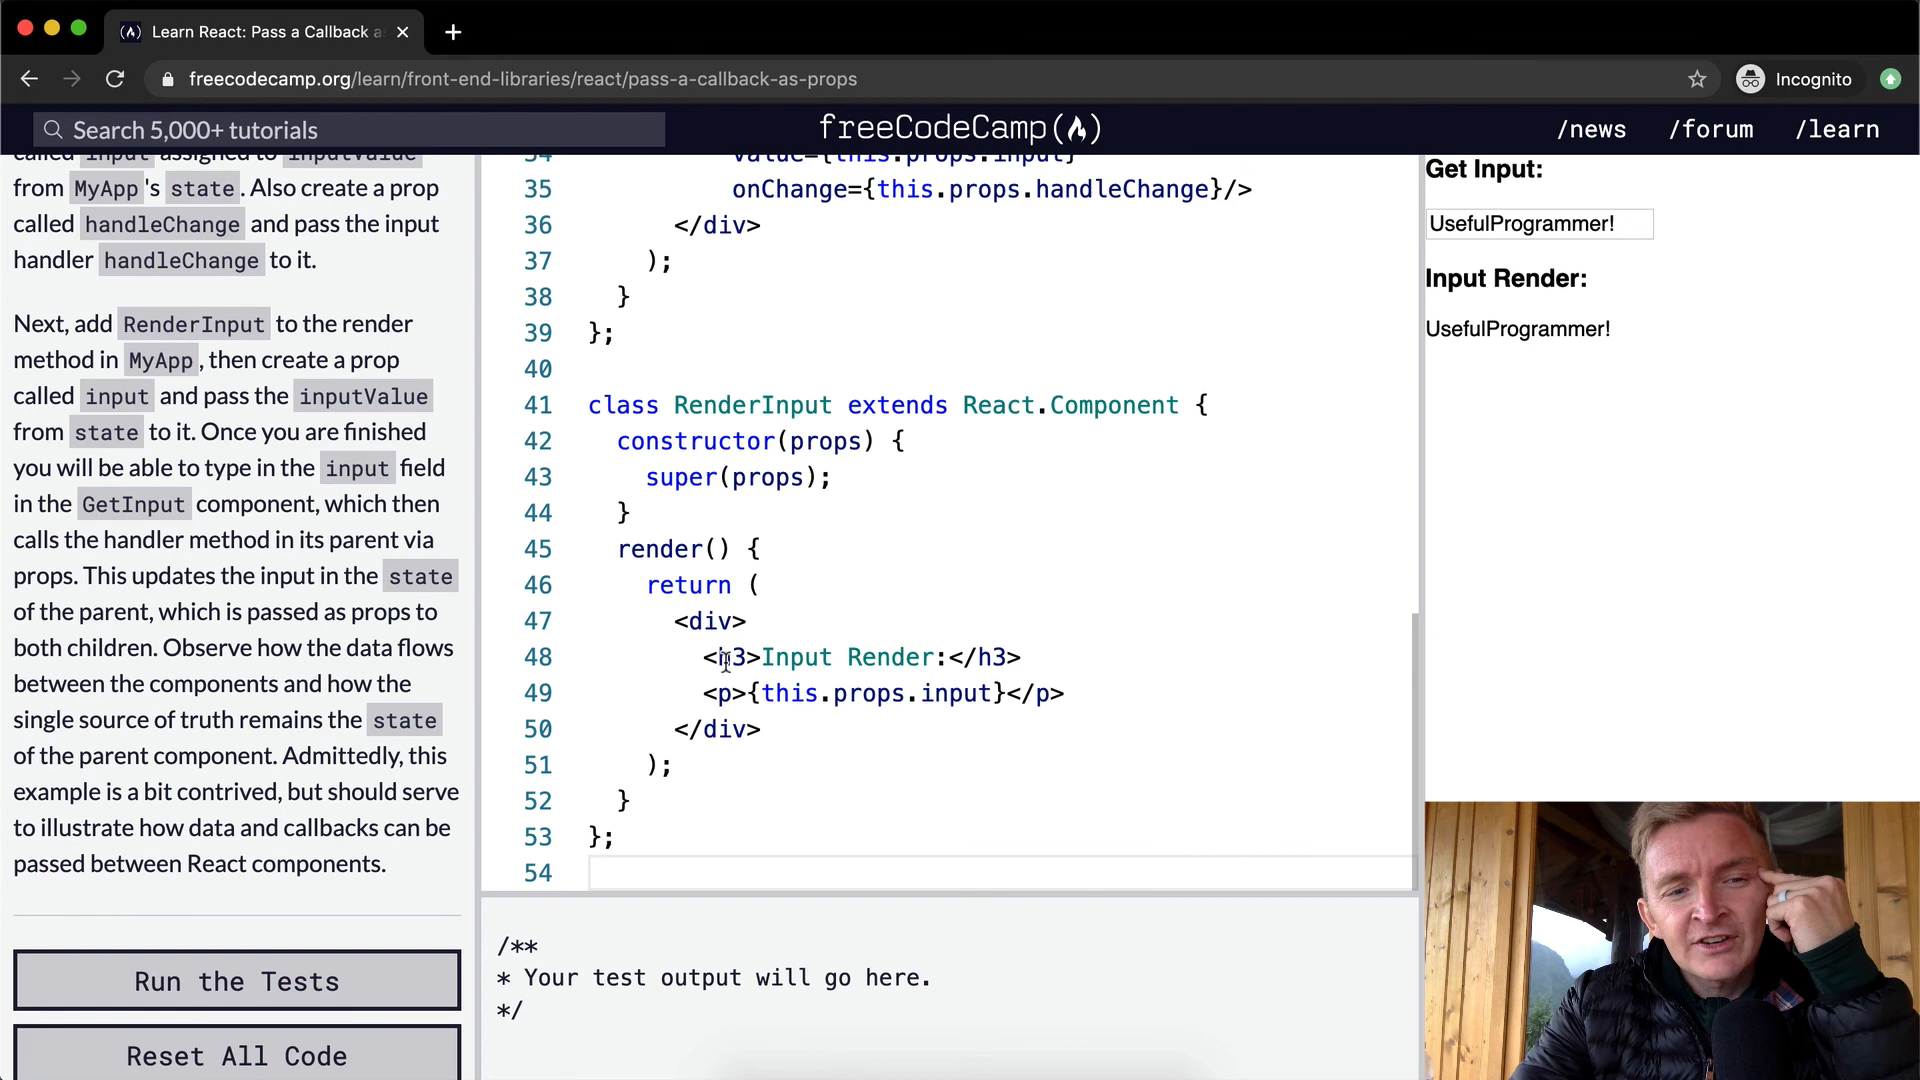 Learn React: Pass a Callback a
freecodecamp.org/learn/front-end-libraries/react/pass-a-callback-as-props
Incognito
Search 5,000+ tutorials
freeCodeCamp
/news
/forum
/learn
called input assigned to inputValue
from MyApp's state. Also create a prop
called handleChange and pass the input
handler handleChange to it.
Next, add RenderInput to the render
method in MyApp, then create a prop
called input and pass the inputValue
from state to it. Once you are finished
you will be able to type in the input field
in the GetInput component, which then
calls the handler method in its parent via
props. This updates the input in the state
of the parent, which is passed as props to
both children. Observe how the data flows
between the components and how the
single source of truth remains the state
of the parent component. Admittedly, this
example is a bit contrived, but should serve
to illustrate how data and callbacks can be
passed between React components.
Run the Tests
Reset All Code
34 value={this.props.input}
35 onChange={this.props.handleChange}/>
36 </div>
37 );
38 }
39 };
40
41 class RenderInput extends React.Component {
42 constructor(props) {
43 super(props);
44 }
45 render() {
46 return (
47 <div>
48 <h3>Input Render:</h3>
49 <p>{this.props.input}</p>
50 </div>
51 );
52 }
53 };
54
/**
* Your test output will go here.
*/
Get Input:
UsefulProgrammer!
Input Render:
UsefulProgrammer!